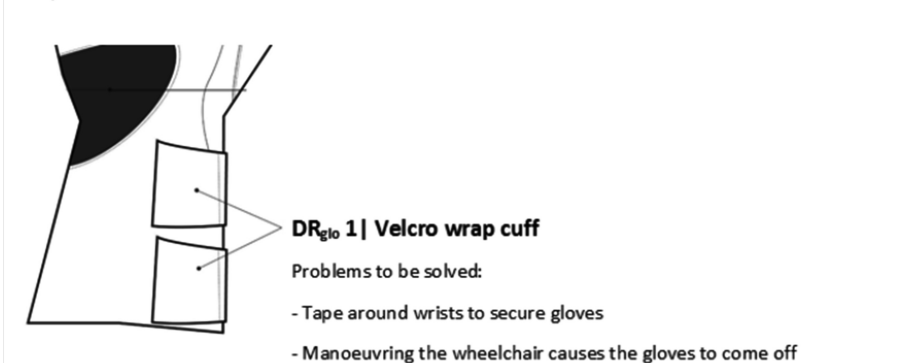 DRglo 1| Velcro wrap cuff
Problems to be solved:
- Tape around wrists to secure gloves
- Manoeuvring the wheelchair causes the gloves to come off